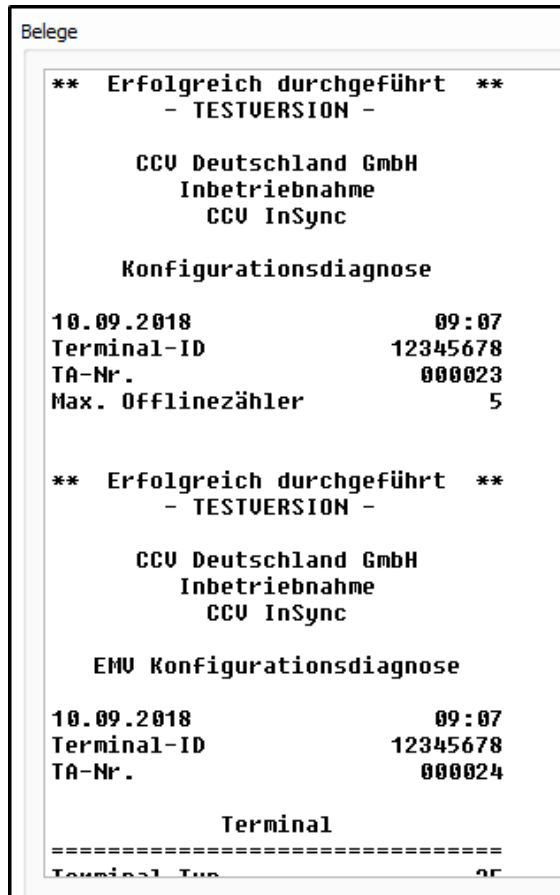 Belege
** Erfolgreich durchgeführt **
- TESTVERSION -
CCV Deutschland GmbH
Inbetriebnahme
CCV InSync
Konfigurationsdiagnose
10.09.2018 09:07
Terminal-ID 12345678
TA-Nr. 000023
Max. Offlinezähler 5
** Erfolgreich durchgeführt **
- TESTVERSION -
CCV Deutschland GmbH
Inbetriebnahme
CCV InSync
EMV Konfigurationsdiagnose
10.09.2018 09:07
Terminal-ID 12345678
TA-Nr. 000024
Terminal
================================